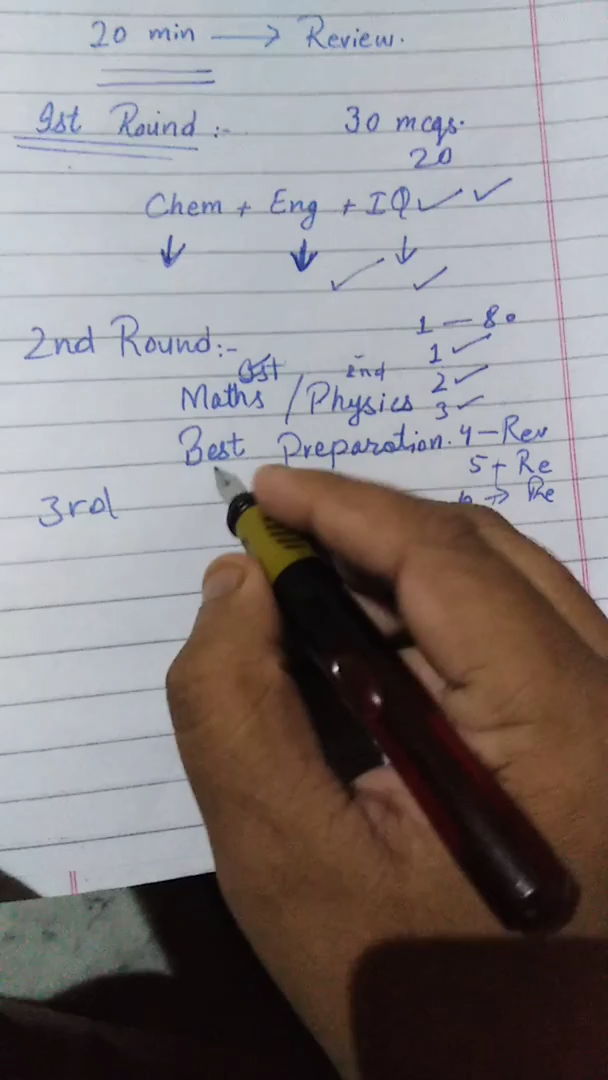 20 min → Review.
1st Round :-
30 mcqs.
20
Chem + Eng + IQ ✓ ✓
↓ ↓ ↓
✓ ✓
2nd Round:-
1 — 80
1 ✓
1st 2nd
2 ✓
Maths / Physics
3 ✓
Best Preparation.
4 – Rev
5 + Re
→ Re
3rd